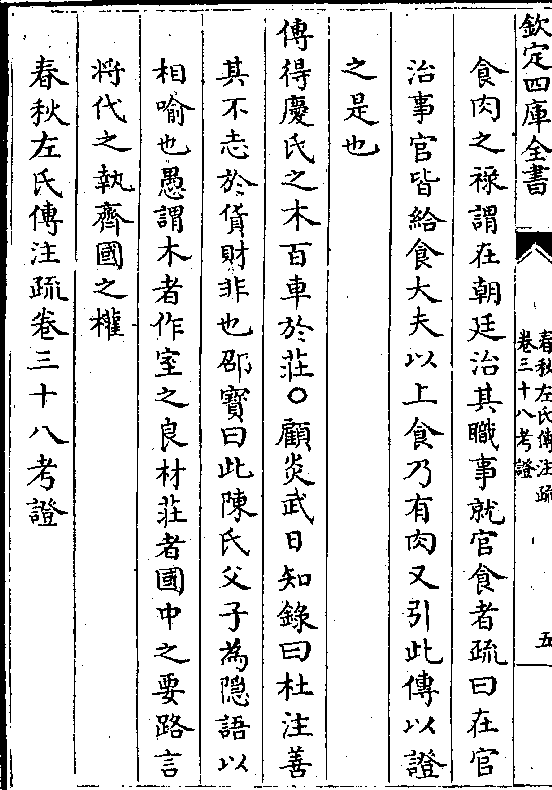 欽定四庫全書
春秋左氏傳注疏
卷三十八考證
五
食肉之祿謂在朝廷治其職事就官食者疏曰在官
治事官皆給食大夫以上食乃有肉又引此傳以證
之是也
傳得慶氏之木百車於莊○顧炎武日知錄曰杜注善
其不志於貨財非也邵寶曰此陳氏父子為隱語以
相喻也愚謂木者作室之良材莊者國中之要路言
將代之執齊國之權
春秋左氏傳注疏卷三十八考證